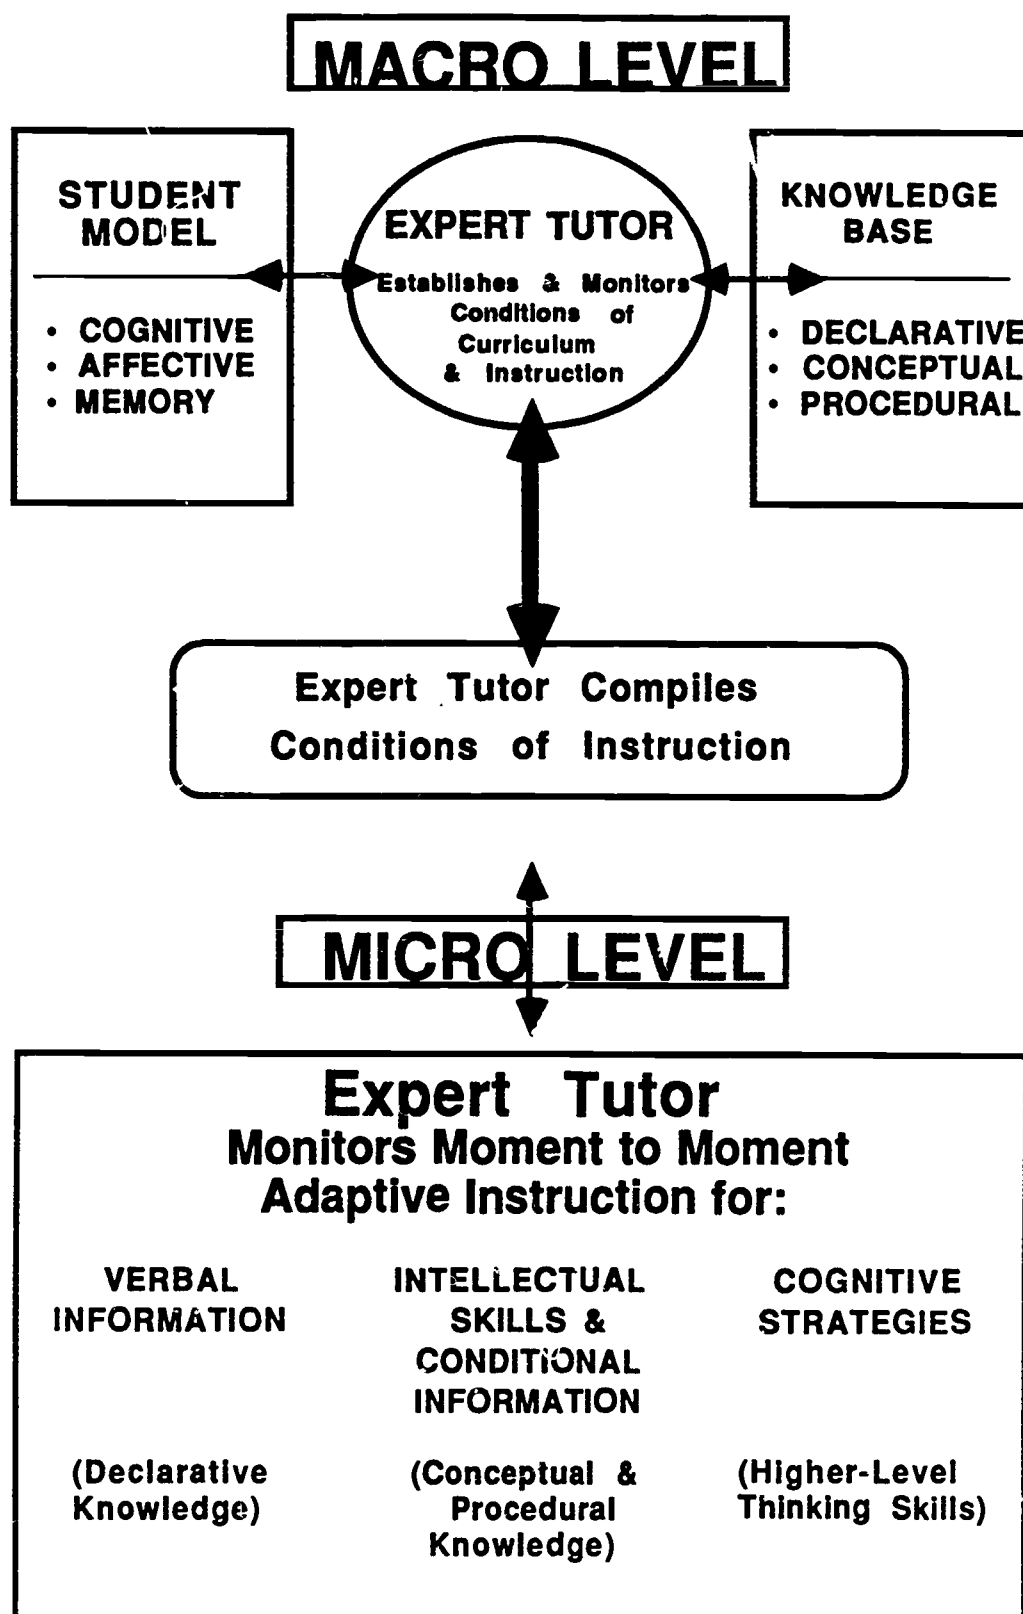 MACRO LEVEL
STUDENT
MODEL
• COGNITIVE
• AFFECTIVE
• MEMORY
EXPERT TUTOR
Establishes & Monitors
Conditions of
Curriculum
& Instruction
KNOWLEDGE
BASE
• DECLARATIVE
• CONCEPTUAL
• PROCEDURAL
Expert Tutor Compiles
Conditions of Instruction
MICRO LEVEL
Expert Tutor
Monitors Moment to Moment
Adaptive Instruction for:
VERBAL
INFORMATION
(Declarative
Knowledge)
INTELLECTUAL
SKILLS &
CONDITIONAL
INFORMATION
(Conceptual &
Procedural
Knowledge)
COGNITIVE
STRATEGIES
(Higher-Level
Thinking Skills)